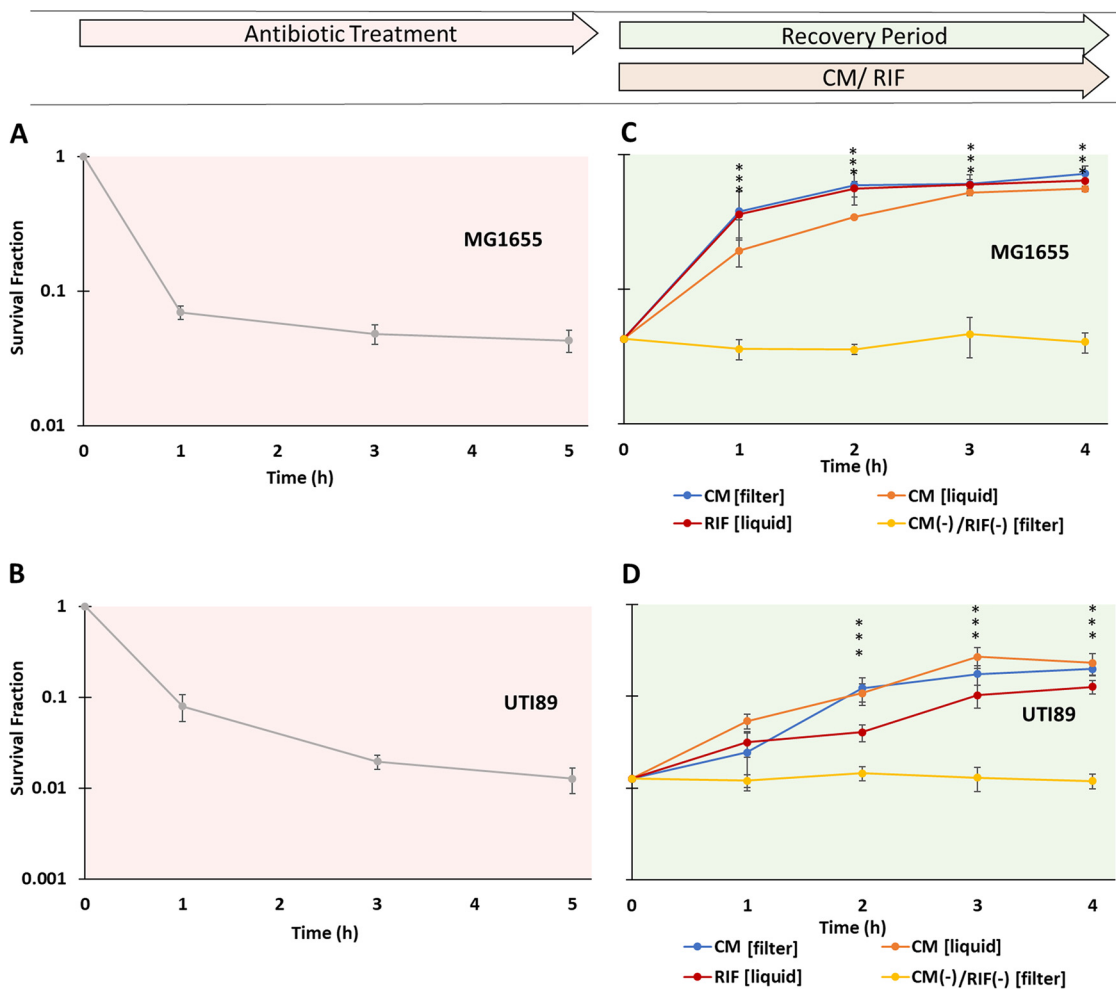 Antibiotic Treatment
Recovery Period
CM/ RIF
A
1
0.1
0.01
Survival Fraction
MG1655
0 1 2 3 4 5
Time (h)
C
***
***
***
***
MG1655
0 1 2 3 4
Time (h)
CM [filter]
CM [liquid]
RIF [liquid]
CM(-)/RIF(-) [filter]
B
1
0.1
0.01
0.001
Survival Fraction
UTI89
0 1 2 3 4 5
Time (h)
D
***
***
***
UTI89
0 1 2 3 4
Time (h)
CM [filter]
CM [liquid]
RIF [liquid]
CM(-)/RIF(-) [filter]